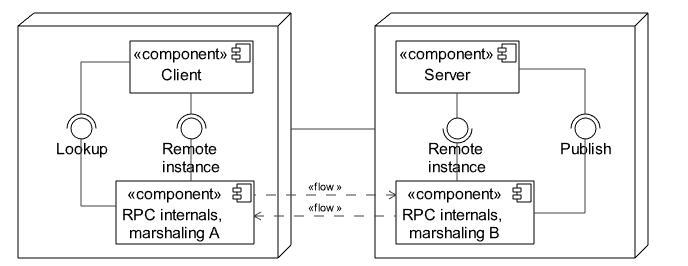 «component»
Client
Lookup
Remote
instance
«component»
RPC internals,
marshaling A
«flow »
«flow »
«component»
Server
Remote
instance
Publish
«component»
RPC internals,
marshaling B